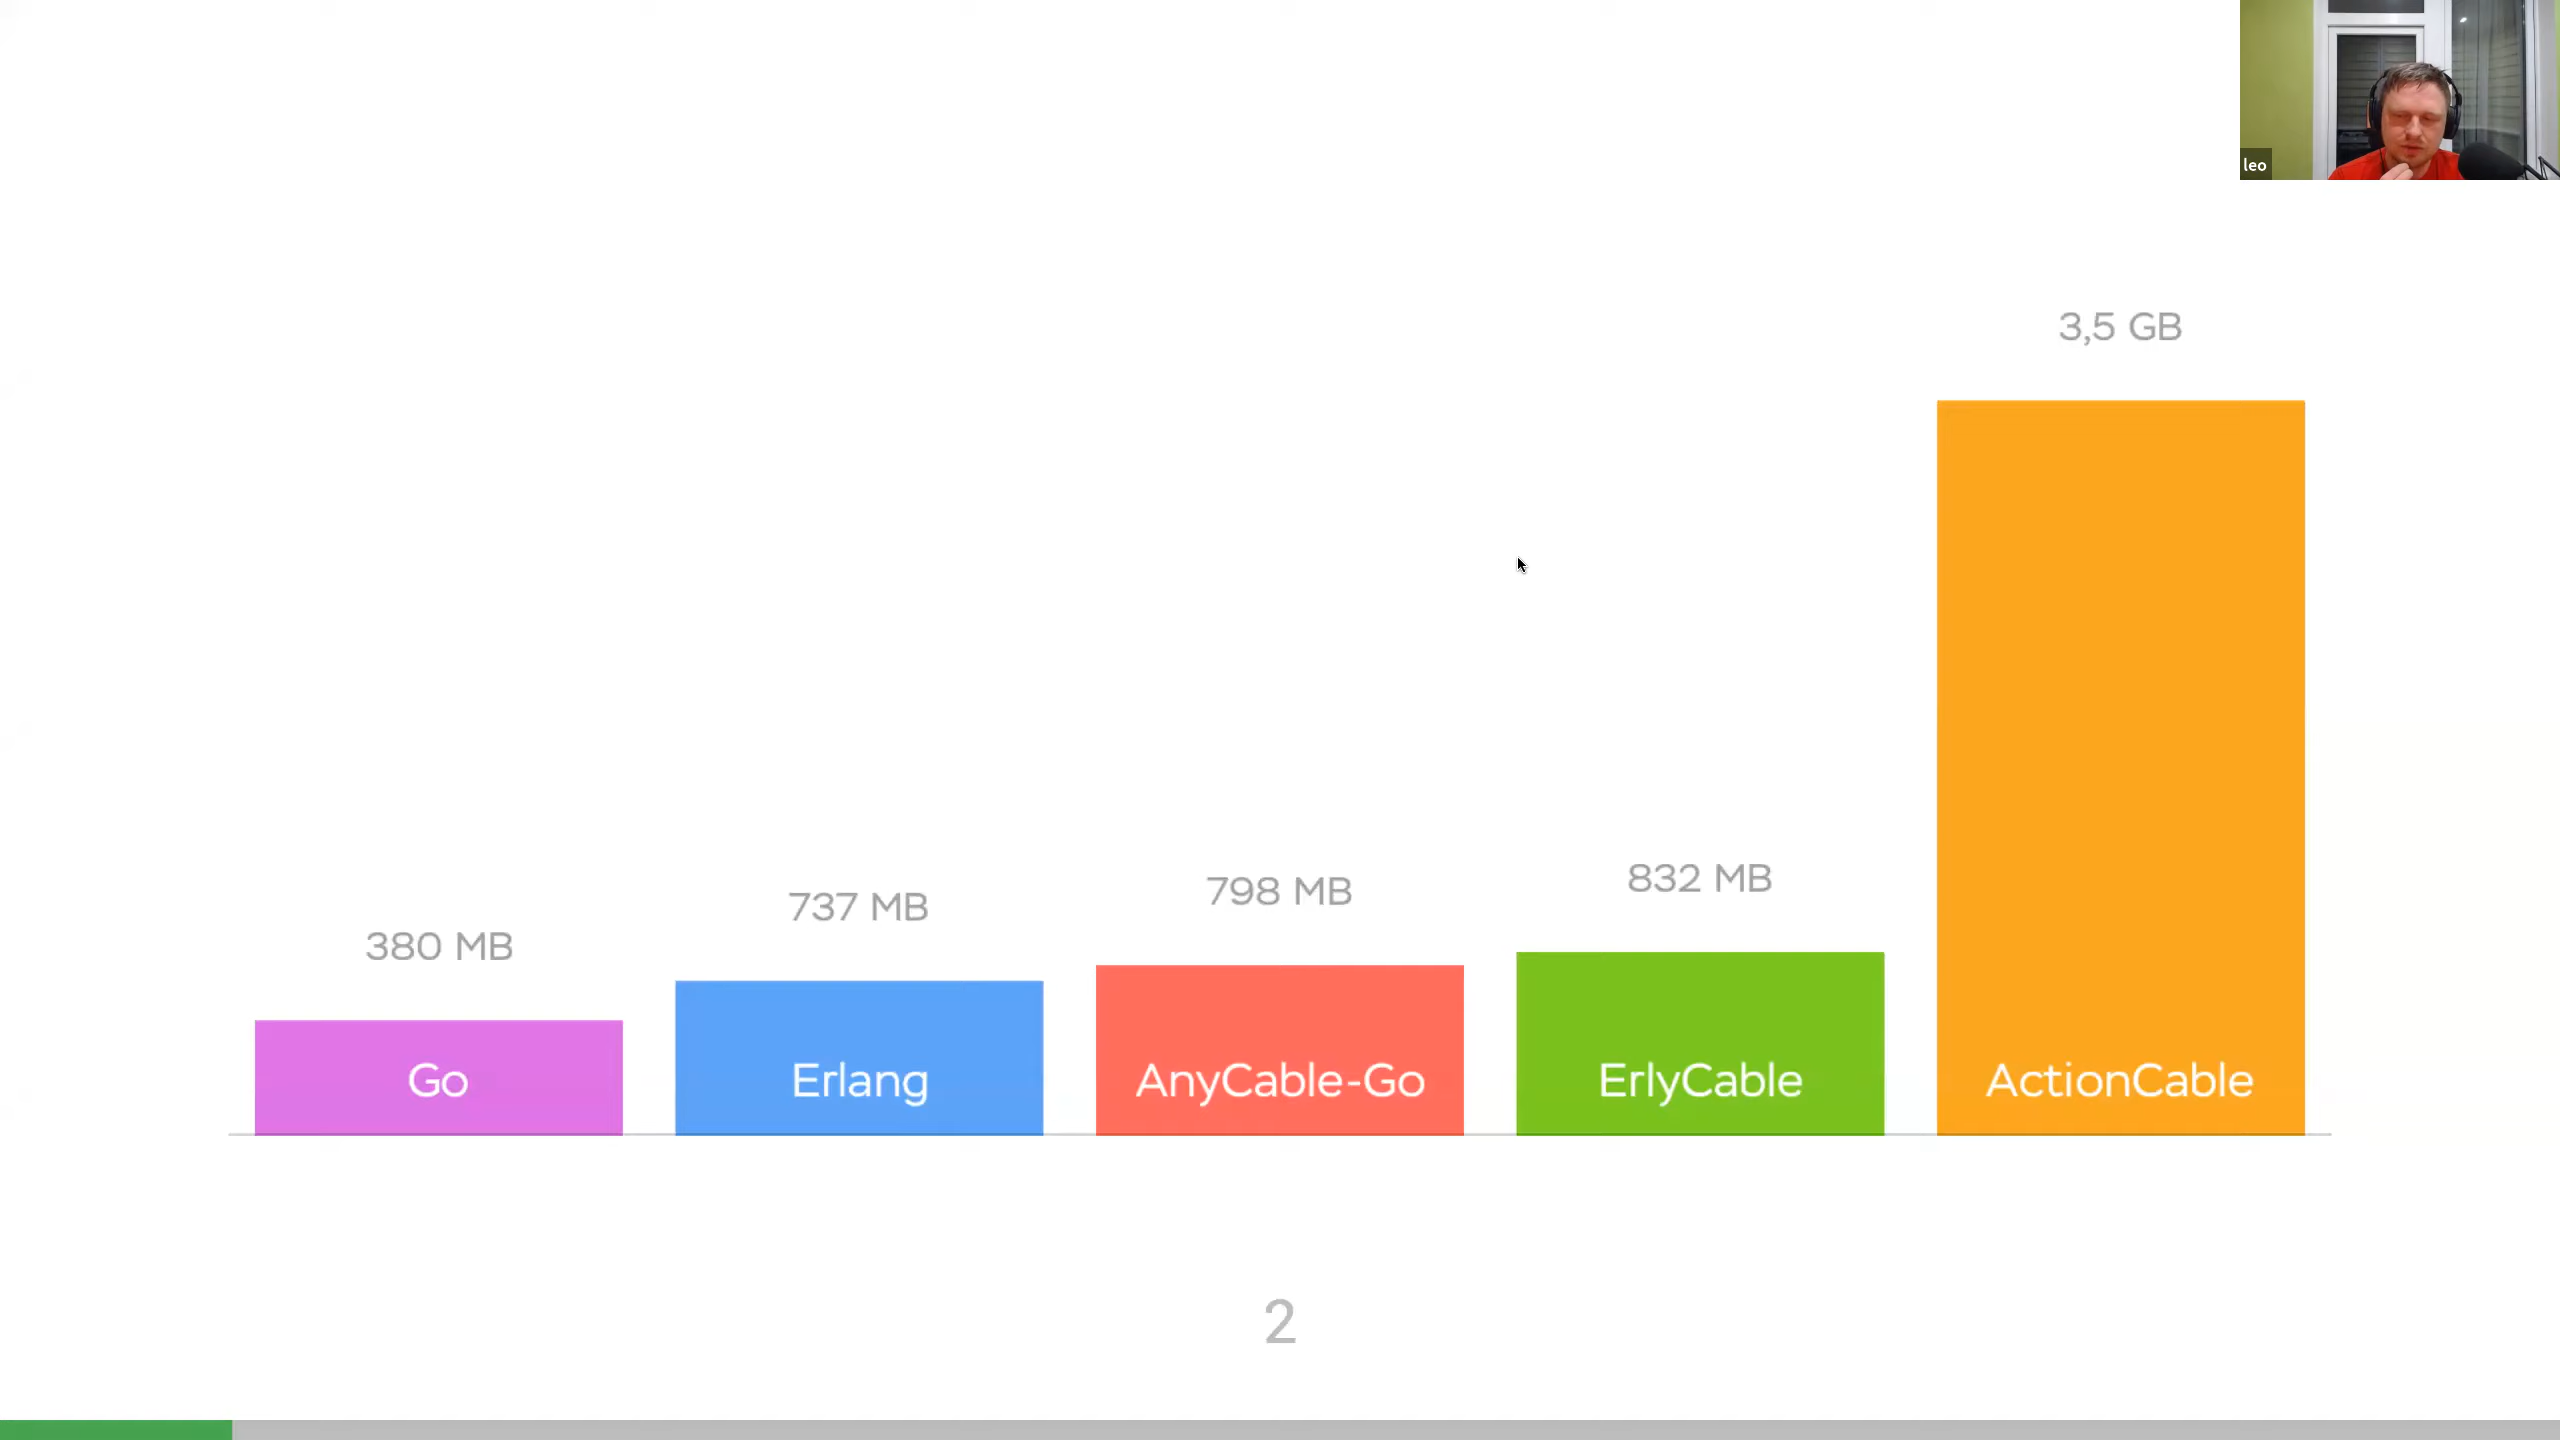 leo
3,5 GB
832 MB
798 MB
737 MB
380 MB
Go
Erlang
AnyCable-Go
ErlyCable
ActionCable
2